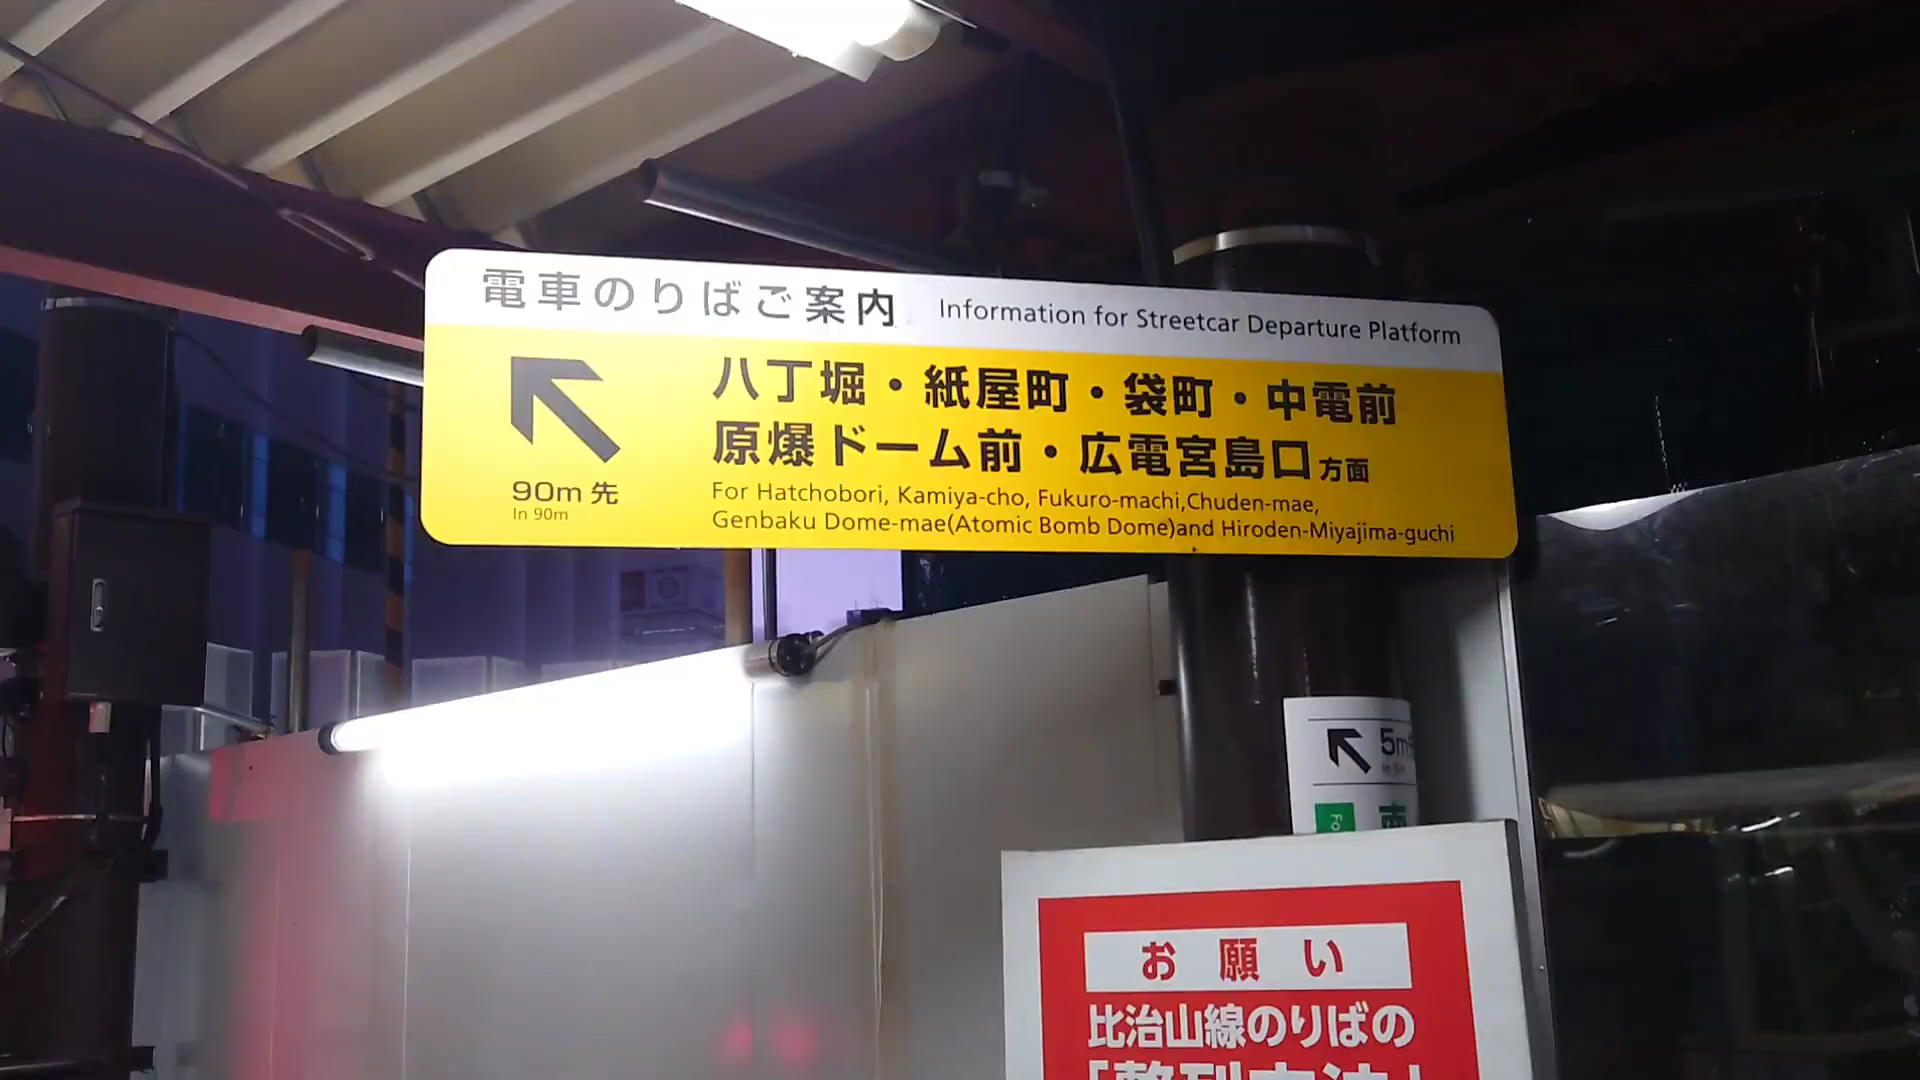 電車のりばご案内 Information for Streetcar Departure Platform
八丁堀・紙屋町・袋町・中電前
原爆ドーム前・広電宮島口方面
90m 先
In 90m
For Hatchobori, Kamiya-cho, Fukuro-machi,Chuden-mae,
Genbaku Dome-mae(Atomic Bomb Dome)and Hiroden-Miyajima-guchi
5m
お願い
比治山線のりばの